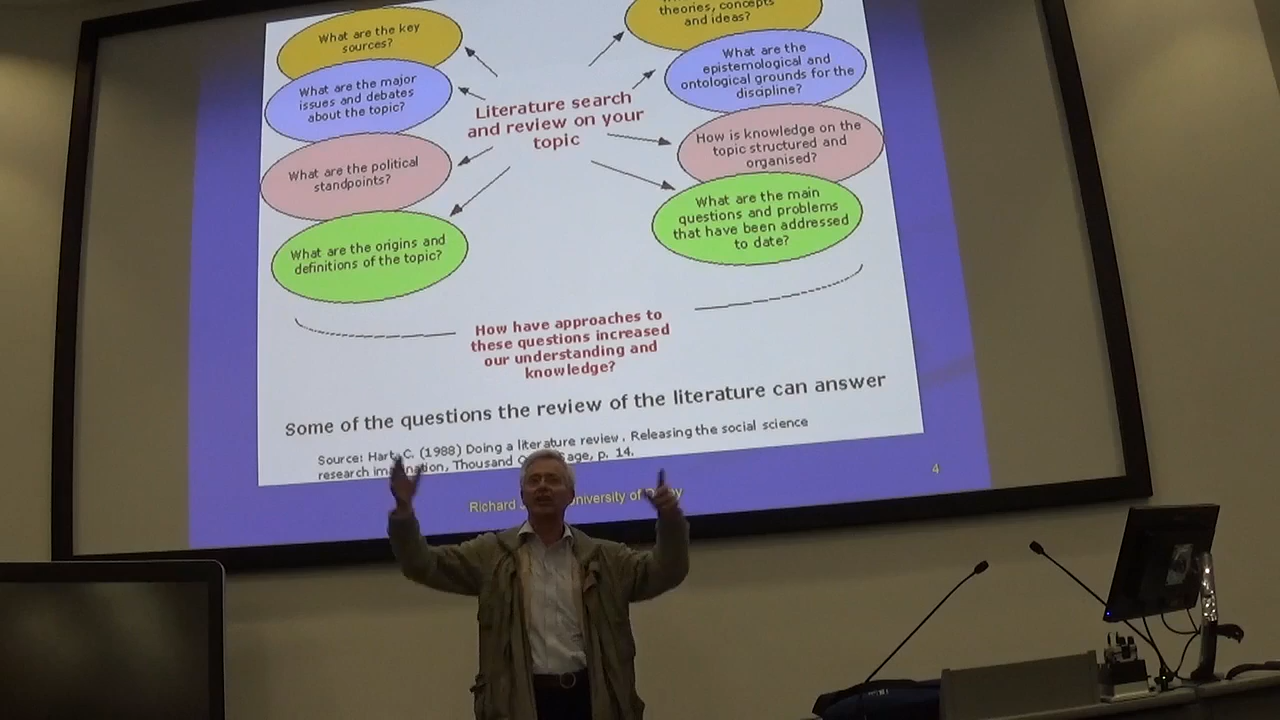 What are the key
sources?
theories, concepts
and ideas?
What are the major
issues and debates
about the topic?
What are the
epistemological and
ontological grounds for the
discipline?
Literature search
and review on your
topic
What are the political
standpoints?
How is knowledge on the
topic structured and
organised?
What are the origins and
definitions of the topic?
What are the main
questions and problems
that have been addressed
to date?
How have approaches to
these questions increased
our understanding and
knowledge?
Some of the questions the review of the literature can answer
Source: Hart, C. (1988) Doing a literature review. Releasing the social science
research Thousand p. 14.
Richard University of
4